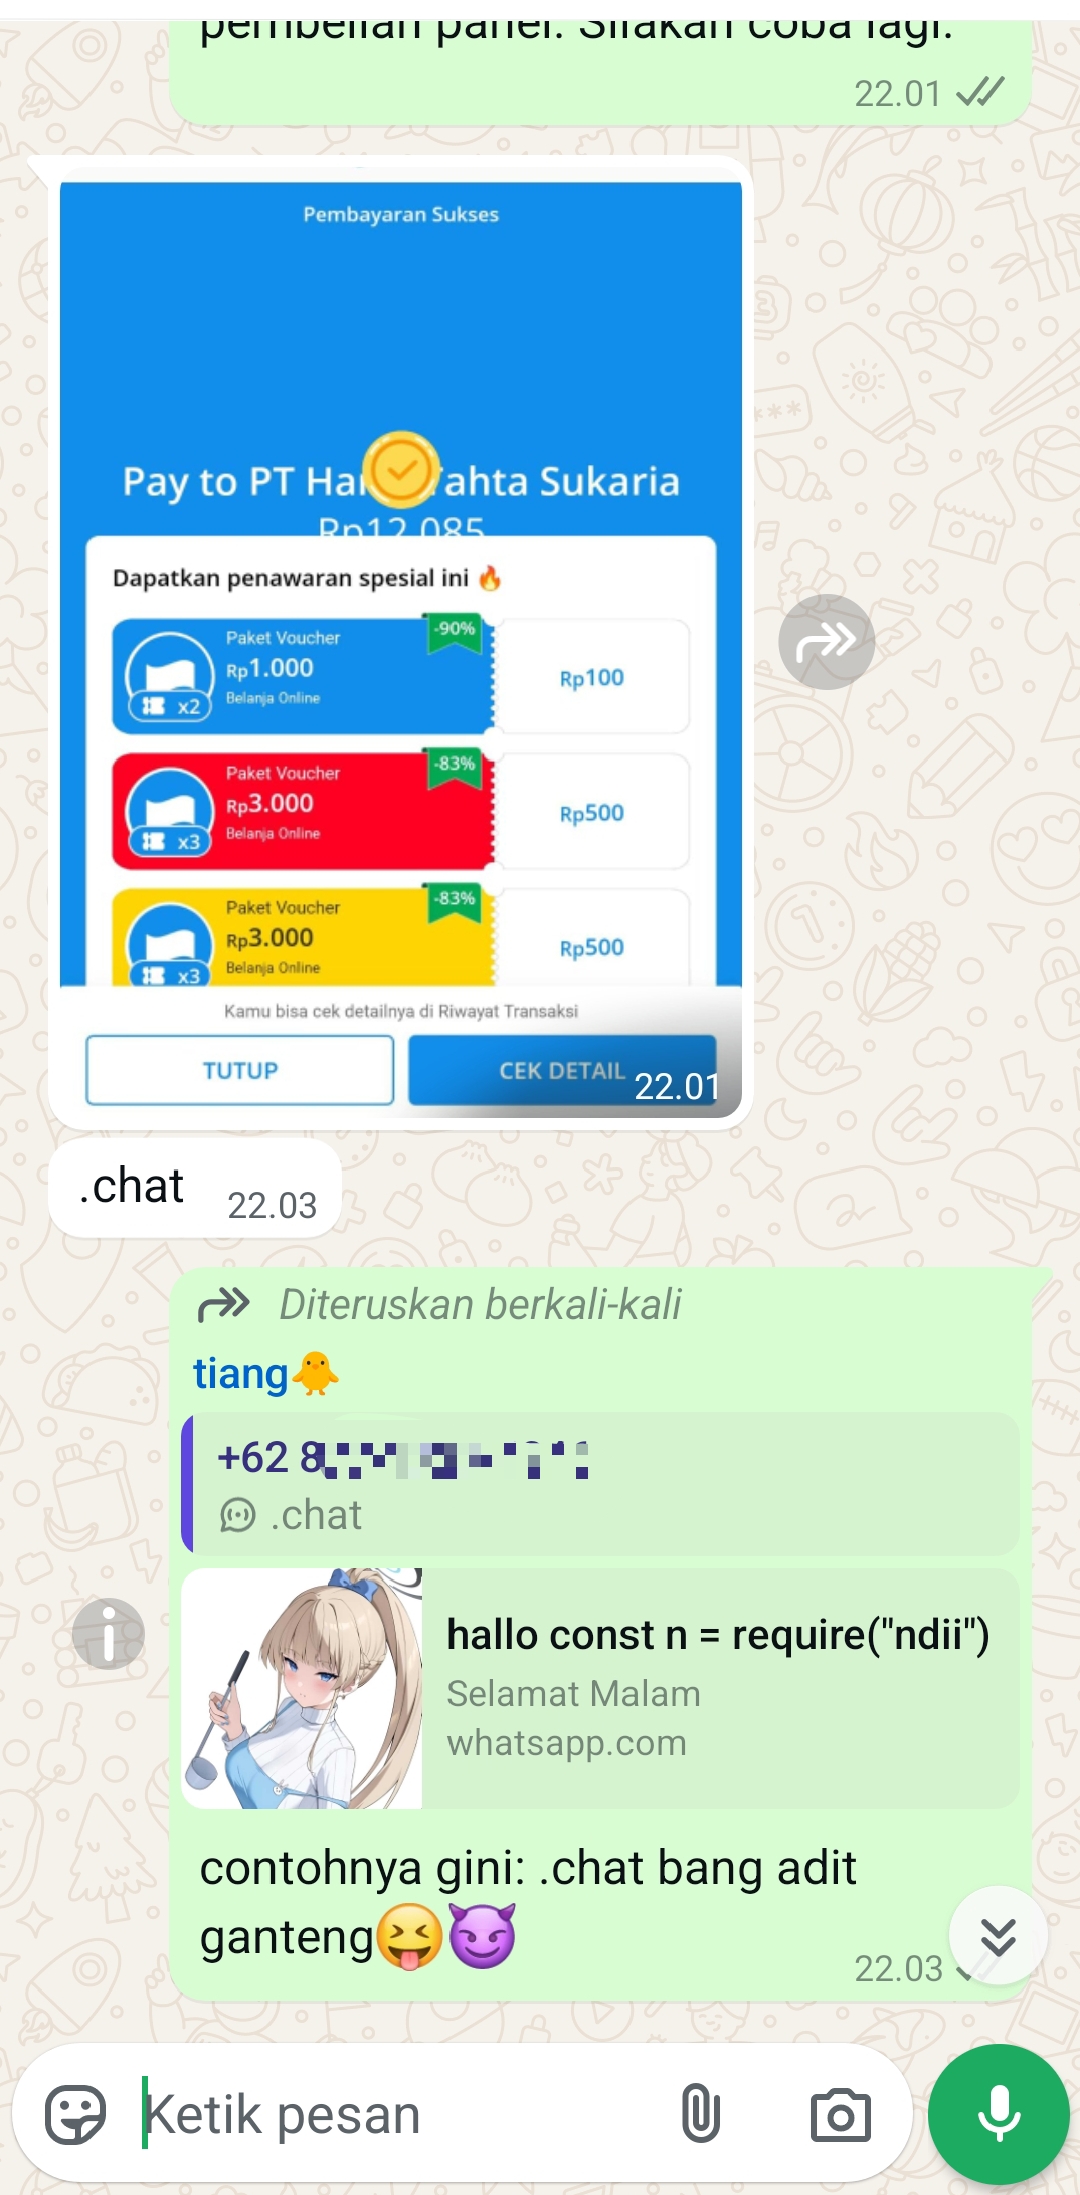 pembelian panel. Silakan coba lagi.
22.01
Pembayaran Sukses
Pay to PT Ha ahta Sukaria
Rp12.085
Dapatkan penawaran spesial ini 🔥
Paket Voucher
-90%
Rp1.000
Rp100
Belanja Online
x2
Paket Voucher
-83%
Rp3.000
Rp500
Belanja Online
x3
Paket Voucher
-83%
Rp3.000
Rp500
Belanja Online
x3
Kamu bisa cek detailnya di Riwayat Transaksi
TUTUP
CEK DETAIL
22.01
.chat
22.03
Diteruskan berkali-kali
tiang🐥
+62 8
.chat
hallo const n = require("ndii")
Selamat Malam
whatsapp.com
contohnya gini: .chat bang adit
ganteng😝😈
22.03
Ketik pesan